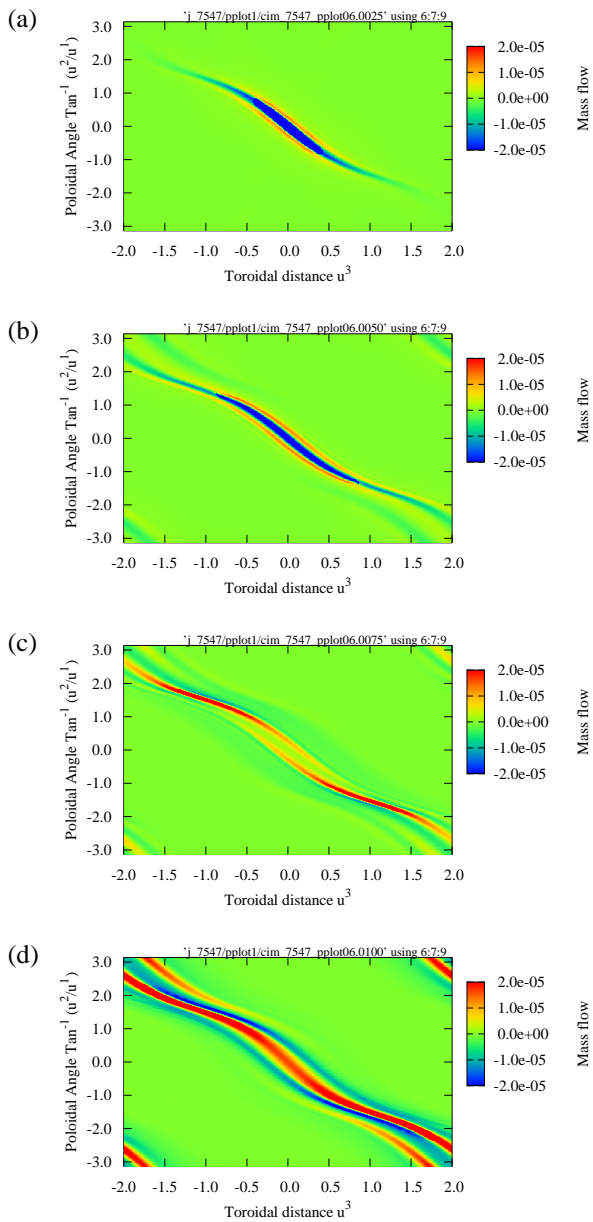 (a)
'j_7547/pplot1/cim_7547_pplot06.0025' using 6:7:9
Poloidal Angle Tan-1 (u2/u1)
3.0
2.0
1.0
0.0
-1.0
-2.0
-3.0
-2.0 -1.5 -1.0 -0.5 0.0 0.5 1.0 1.5 2.0
Toroidal distance u3
2.0e-05
1.0e-05
0.0e+00
-1.0e-05
-2.0e-05
Mass flow
(b)
'j_7547/pplot1/cim_7547_pplot06.0050' using 6:7:9
Poloidal Angle Tan-1 (u2/u1)
3.0
2.0
1.0
0.0
-1.0
-2.0
-3.0
-2.0 -1.5 -1.0 -0.5 0.0 0.5 1.0 1.5 2.0
Toroidal distance u3
2.0e-05
1.0e-05
0.0e+00
-1.0e-05
-2.0e-05
Mass flow
(c)
'j_7547/pplot1/cim_7547_pplot06.0075' using 6:7:9
Poloidal Angle Tan-1 (u2/u1)
3.0
2.0
1.0
0.0
-1.0
-2.0
-3.0
-2.0 -1.5 -1.0 -0.5 0.0 0.5 1.0 1.5 2.0
Toroidal distance u3
2.0e-05
1.0e-05
0.0e+00
-1.0e-05
-2.0e-05
Mass flow
(d)
'j_7547/pplot1/cim_7547_pplot06.0100' using 6:7:9
Poloidal Angle Tan-1 (u2/u1)
3.0
2.0
1.0
0.0
-1.0
-2.0
-3.0
-2.0 -1.5 -1.0 -0.5 0.0 0.5 1.0 1.5 2.0
Toroidal distance u3
2.0e-05
1.0e-05
0.0e+00
-1.0e-05
-2.0e-05
Mass flow